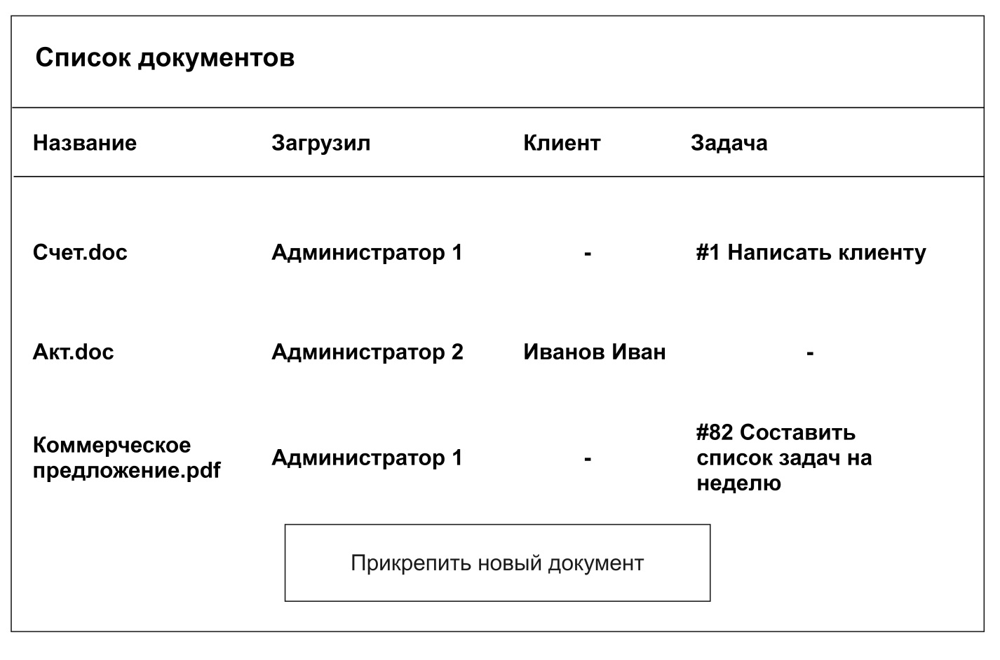 Список документов
Название Загрузил Клиент Задача
Счет.doc Администратор 1 - #1 Написать клиенту
Акт.doc Администратор 2 Иванов Иван -
Коммерческое
предложение.pdf
Администратор 1 -
#82 Составить
список задач на
неделю
Прикрепить новый документ